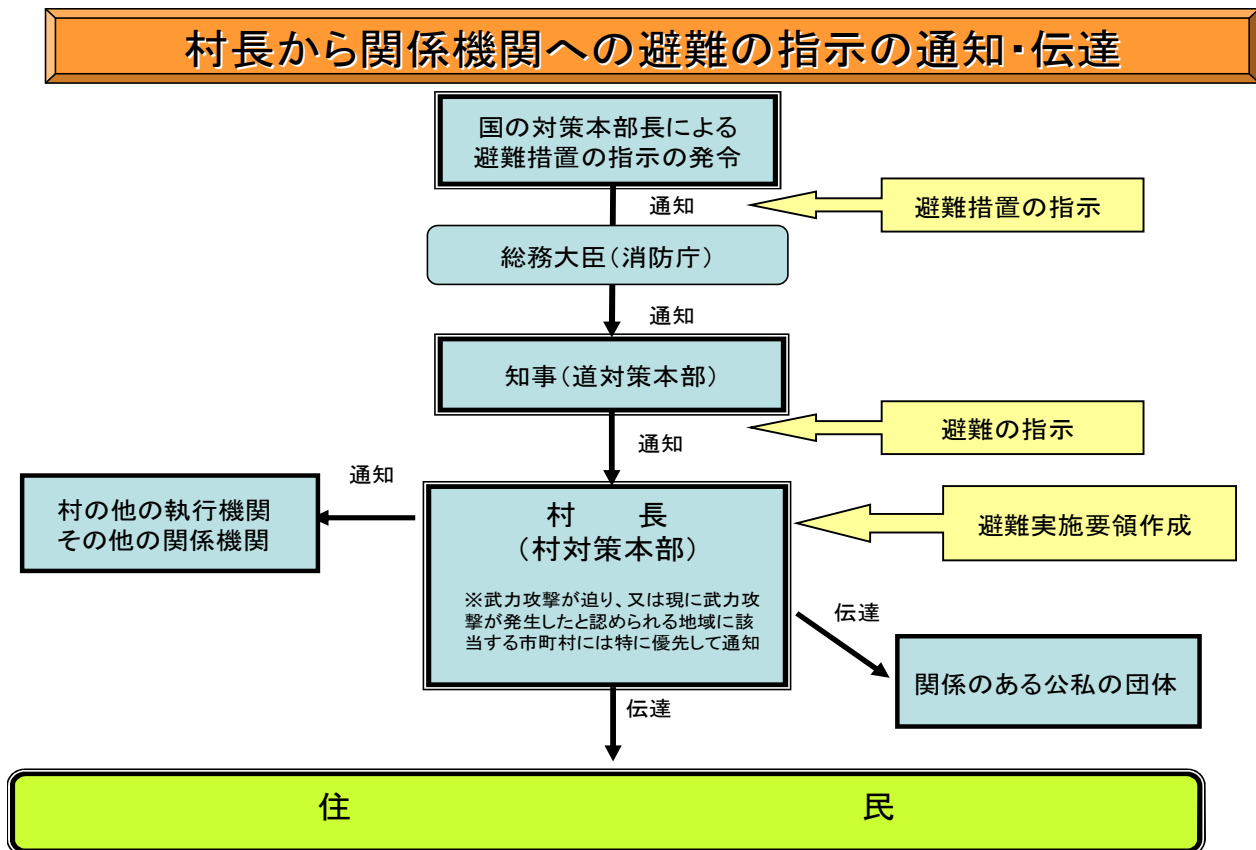 村長から関係機関への避難の指示の通知・伝達
国の対策本部長による
避難措置の指示の発令
通知
避難措置の指示
総務大臣(消防庁)
通知
知事(道対策本部)
避難の指示
通知
通知
村の他の執行機関
その他の関係機関
村　　長
(村対策本部)
※武力攻撃が迫り、又は現に武力攻
撃が発生したと認められる地域に該
当する市町村には特に優先して通知
避難実施要領作成
伝達
関係のある公私の団体
伝達
住　　民